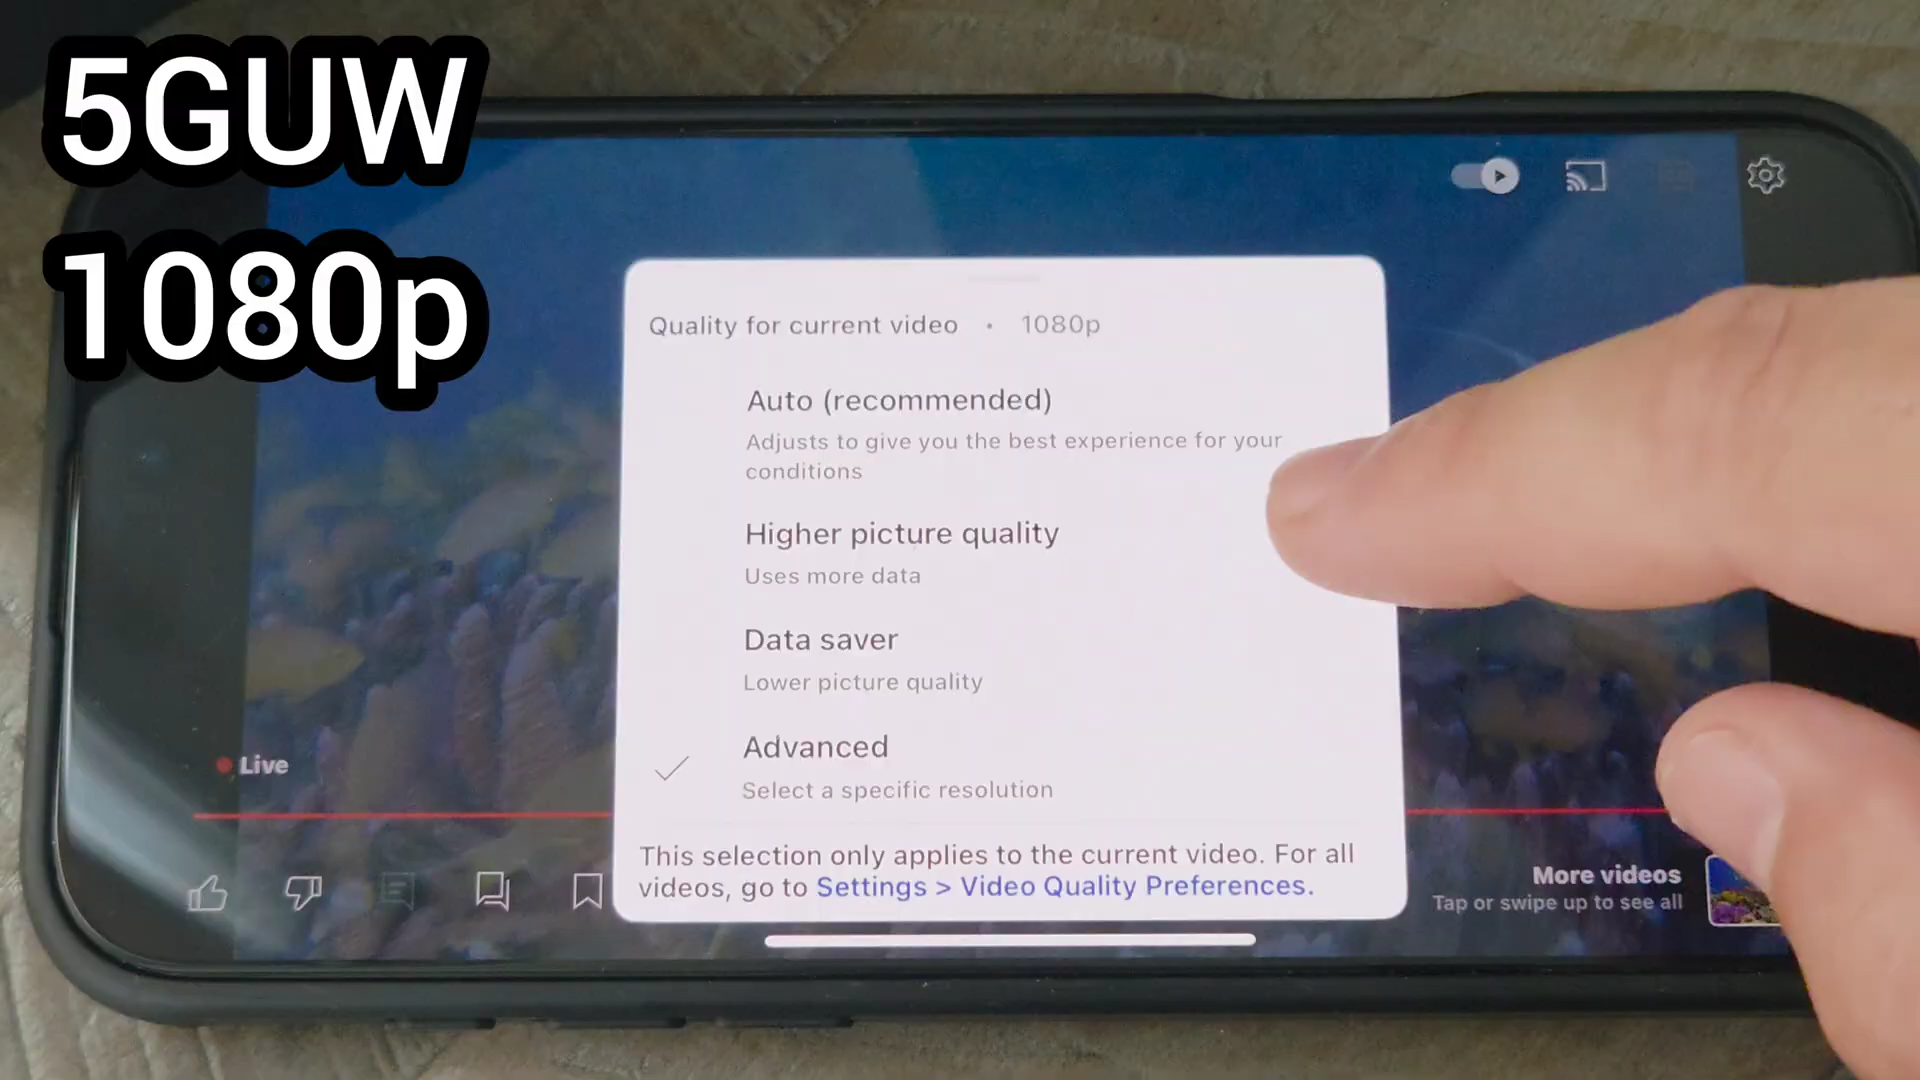 5GUW
1080p
Quality for current video • 1080p
Auto (recommended)
Adjusts to give you the best experience for your
conditions
Higher picture quality
Uses more data
Data saver
Lower picture quality
Advanced
Select a specific resolution
This selection only applies to the current video. For all
videos, go to Settings > Video Quality Preferences.
Live
More videos
Tap or swipe up to see all